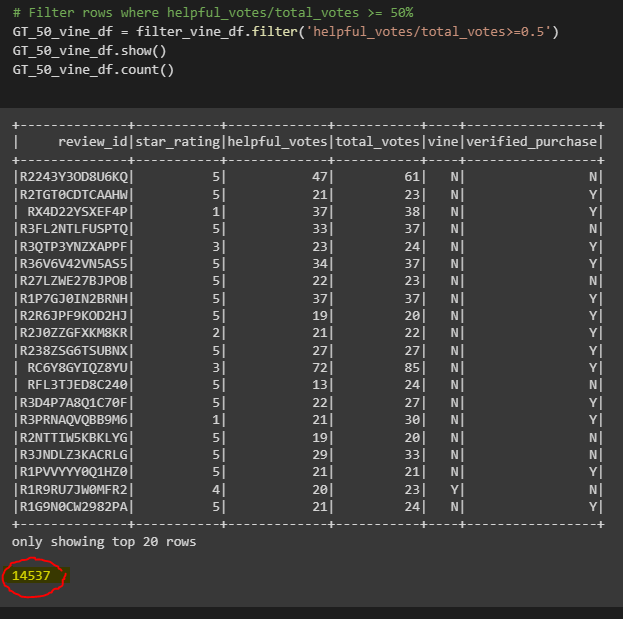 # Filter rows where helpful_votes/total_votes >= 50%
GT_50_vine_df = filter_vine_df.filter('helpful_votes/total_votes>=0.5')
GT_50_vine_df.show()
GT_50_vine_df.count()
+--------------+-----------+-------------+-----------+----+-----------------+
|     review_id|star_rating|helpful_votes|total_votes|vine|verified_purchase|
+--------------+-----------+-------------+-----------+----+-----------------+
|R2243Y3OD8U6KQ|          5|           47|         61|   N|                N|
|R2TGT0CDTCAAHW|          5|           21|         23|   N|                Y|
| RX4D22YSXEF4P|          1|           37|         38|   N|                Y|
|R3FL2NTLFUSPTQ|          5|           33|         37|   N|                N|
|R3QTP3YNZXAPPF|          3|           23|         24|   N|                Y|
|R36V6V42VN5AS5|          5|           34|         37|   N|                Y|
|R27LZWE27BJPOB|          5|           22|         23|   N|                N|
|R1P7GJ0IN2BRNH|          5|           37|         37|   N|                Y|
|R2R6JPF9KOD2HJ|          5|           19|         20|   N|                Y|
|R2J0ZZGFXKM8KR|          2|           21|         22|   N|                Y|
|R238ZSG6TSUBNX|          5|           27|         27|   N|                Y|
| RC6Y8GYIQZ8YU|          3|           72|         85|   N|                Y|
| RFL3TJED8C240|          5|           13|         24|   N|                N|
|R3D4P7A8Q1C70F|          5|           22|         27|   N|                Y|
|R3PRNAQVQBB9M6|          1|           21|         30|   N|                Y|
|R2NTTIW5KBKLYG|          5|           19|         20|   N|                N|
|R3JNDLZ3KACRLG|          5|           29|         33|   N|                N|
|R1PVVYYY0Q1HZ0|          5|           21|         21|   N|                Y|
|R1R9RU7JW0MFR2|          4|           20|         23|   Y|                N|
|R1G9N0CW2982PA|          5|           21|         24|   N|                Y|
+--------------+-----------+-------------+-----------+----+-----------------+
only showing top 20 rows
14537